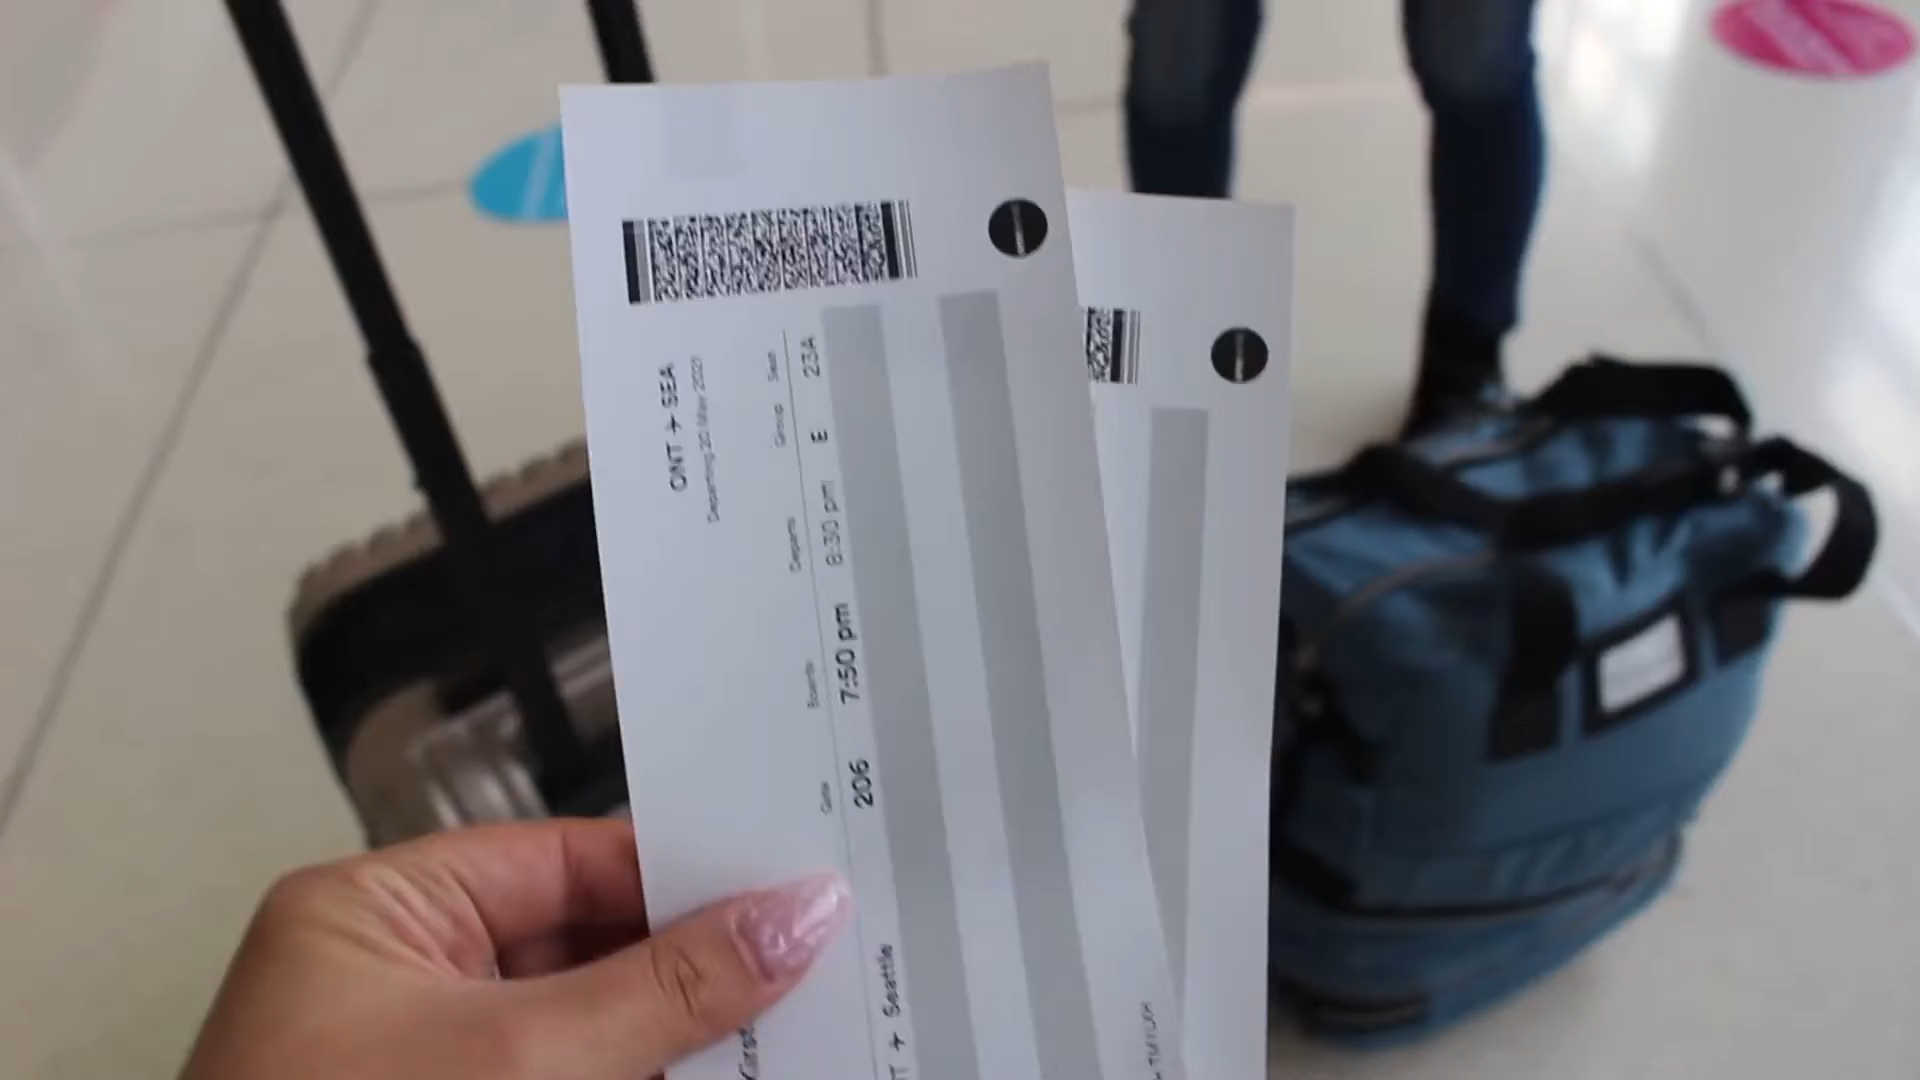 ONT ✈ SEA
Departing 20 May 2021
Gate Boards Departs Group Seat
206 7:50 pm 8:30 pm E 23A
✈ Seattle